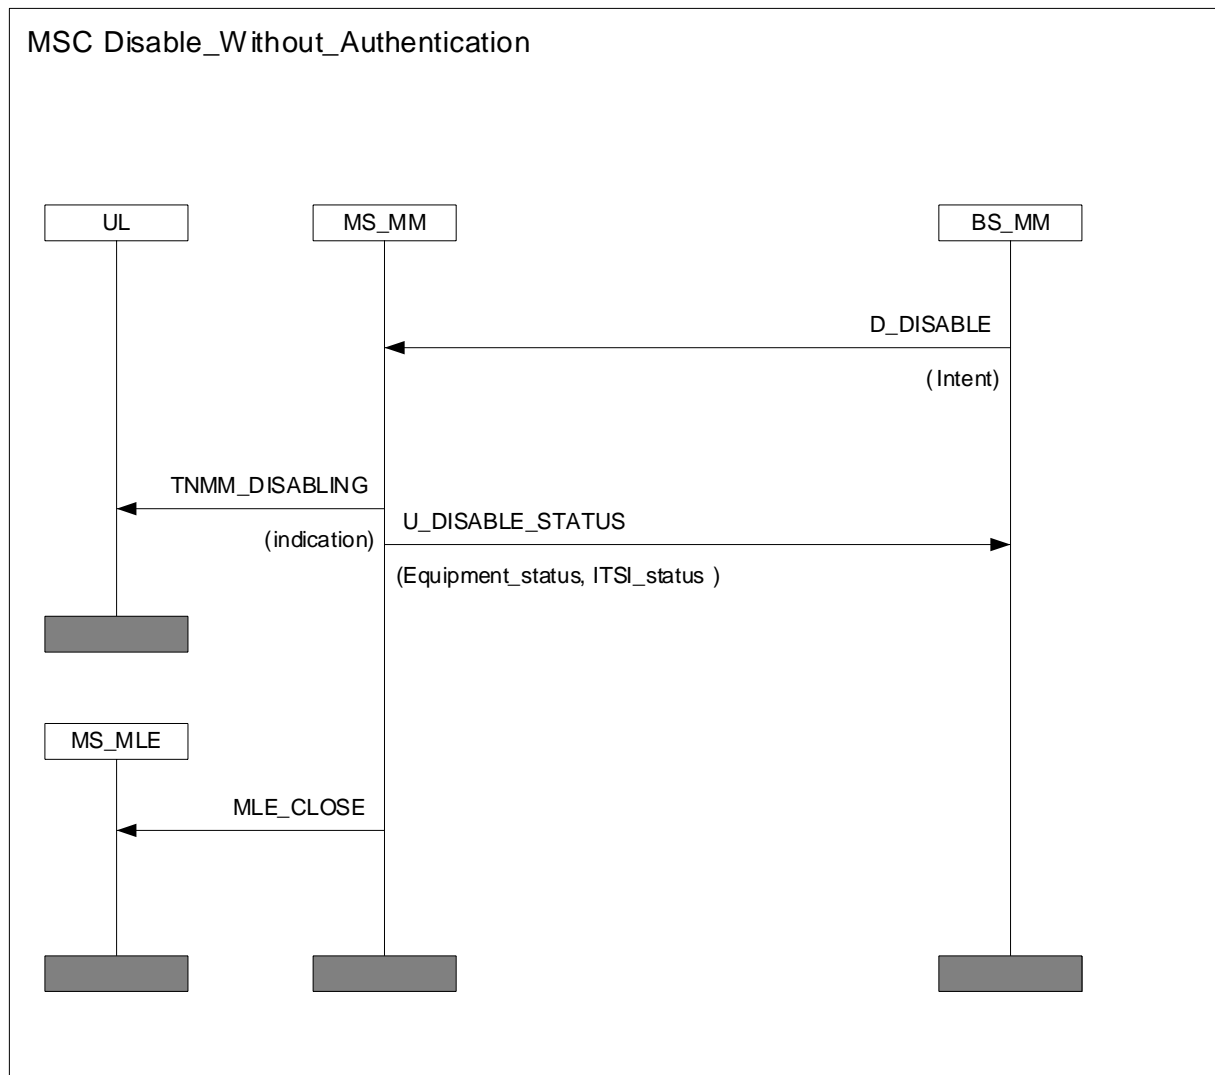 MSC Disable_Without_Authentication
UL
MS_MM
BS_MM
D_DISABLE
(Intent)
TNMM_DISABLING
(indication)
U_DISABLE_STATUS
(Equipment_status, ITSI_status )
MS_MLE
MLE_CLOSE